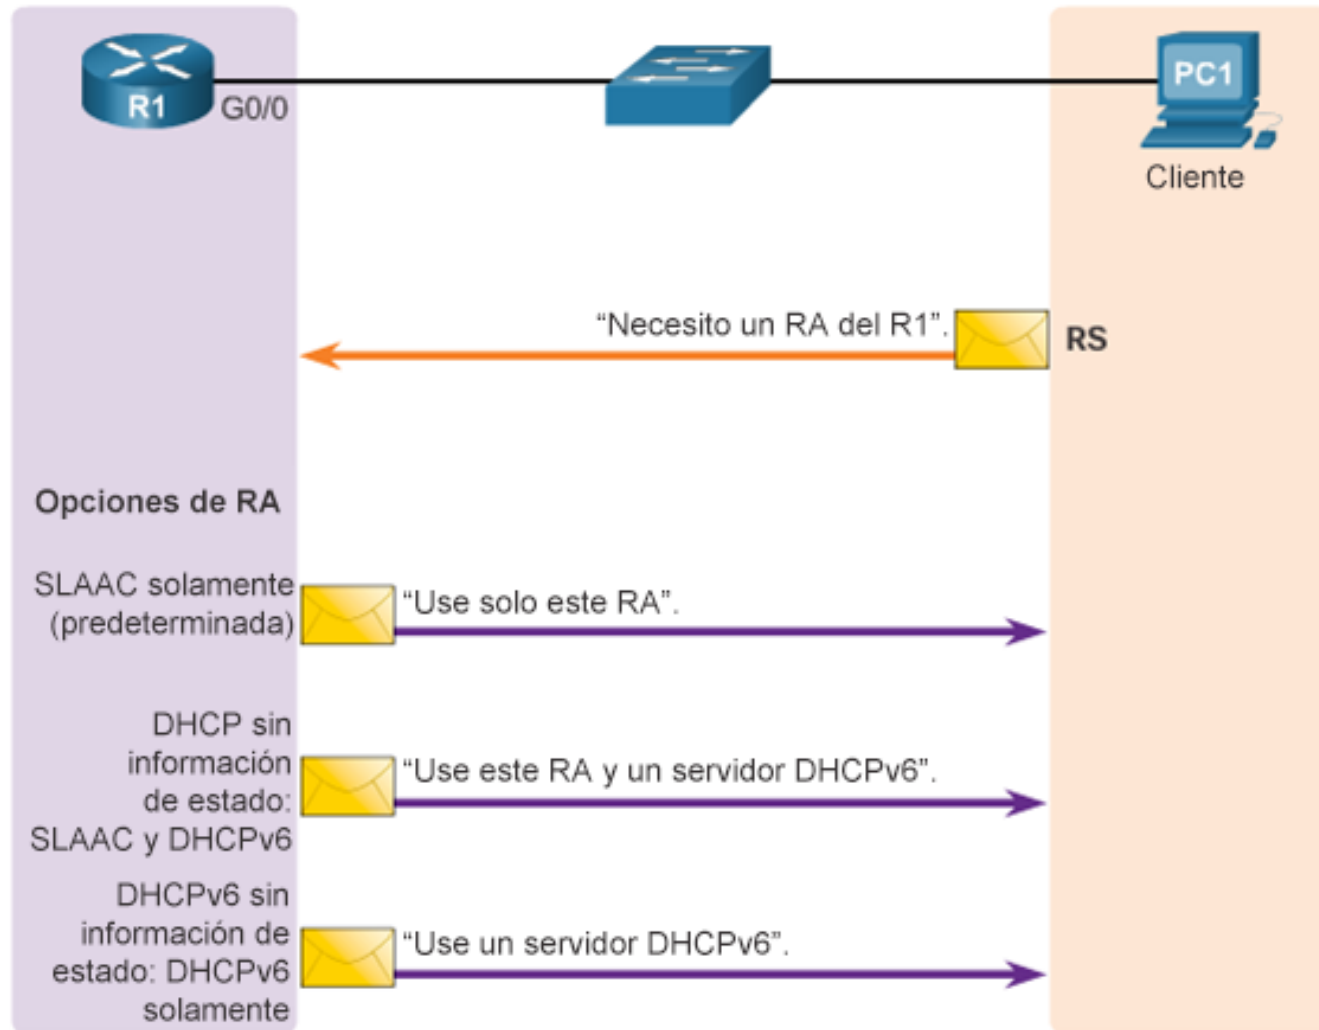 R1
G0/0
PC1
Cliente
“Necesito un RA del R1”.
RS
Opciones de RA
SLAAC solamente
(predeterminada)
“Use solo este RA”.
DHCP sin
información
de estado:
SLAAC y DHCPv6
“Use este RA y un servidor DHCPv6”.
DHCPv6 sin
información de
estado: DHCPv6
solamente
“Use un servidor DHCPv6”.